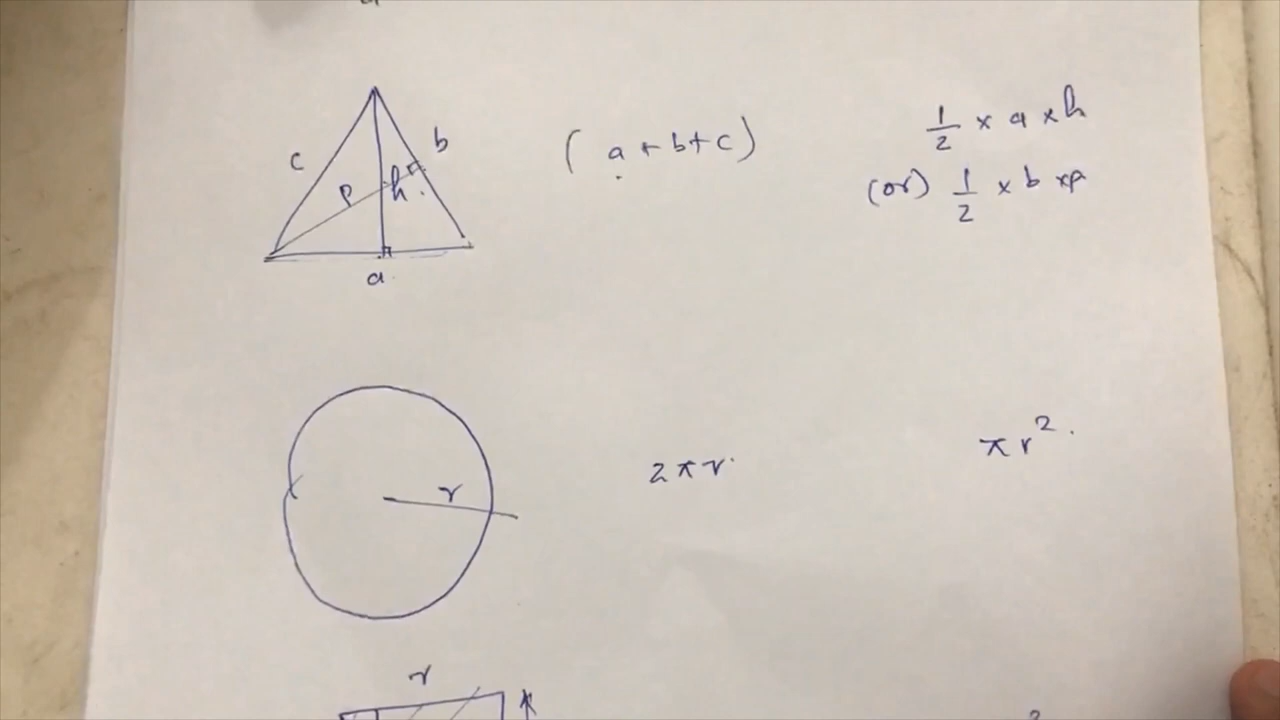 c
b
p
h
a
(a + b + c)
1/2 × a × h
(or) 1/2 × b × p
r
2πr
πr²
r